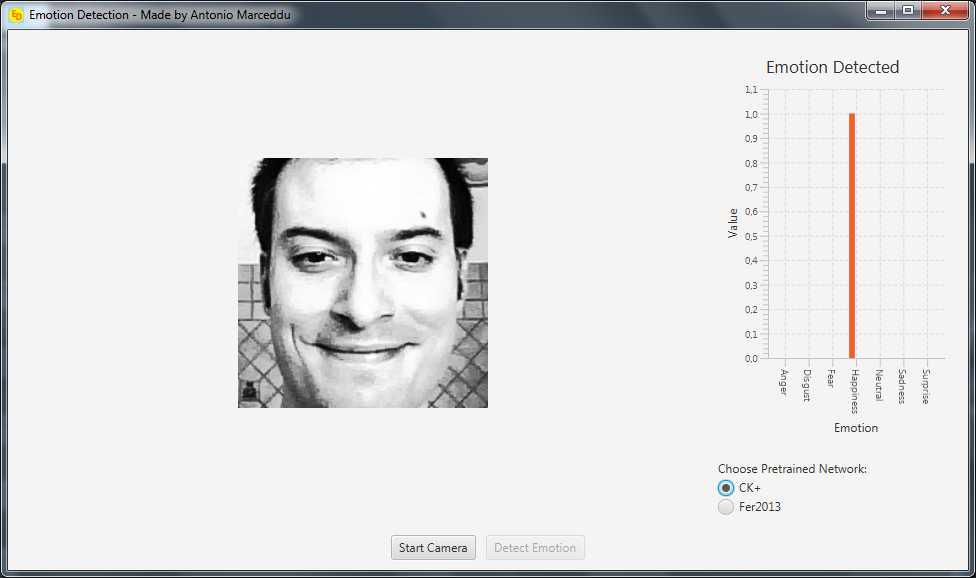 ED Emotion Detection - Made by Antonio Marceddu
Emotion Detected
1,1
1,0
0,9
0,8
0,7
0,6
0,5
0,4
0,3
0,2
0,1
0,0
Value
Anger
Disgust
Fear
Happiness
Neutral
Sadness
Surprise
Emotion
Choose Pretrained Network:
CK+
Fer2013
Start Camera
Detect Emotion